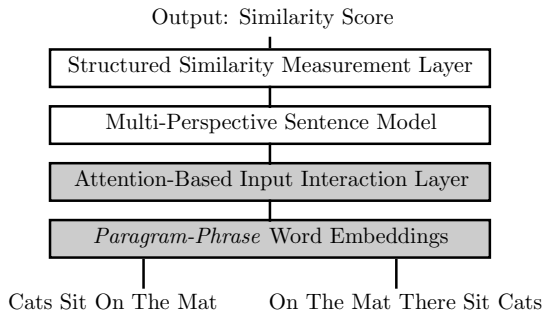 Output: Similarity Score
Structured Similarity Measurement Layer
Multi-Perspective Sentence Model
Attention-Based Input Interaction Layer
Paragram-Phrase Word Embeddings
Cats Sit On The Mat
On The Mat There Sit Cats